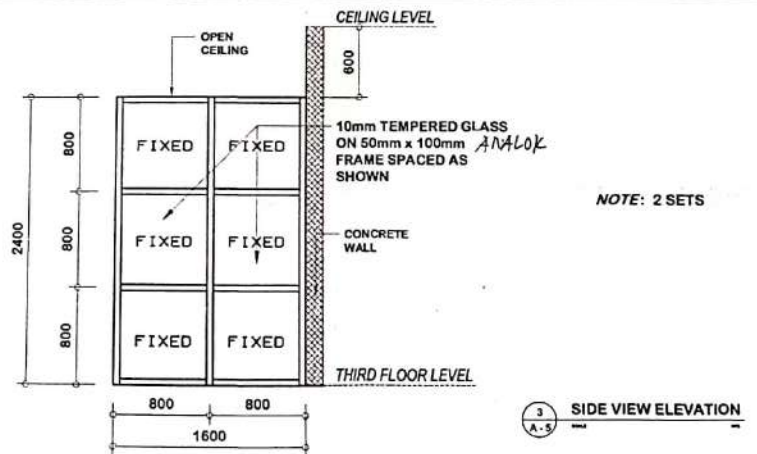 CEILING LEVEL
OPEN
CEILING
600
800
800
800
2400
FIXED FIXED
FIXED FIXED
FIXED FIXED
10mm TEMPERED GLASS
ON 50mm x 100mm ANALOK
FRAME SPACED AS
SHOWN
CONCRETE
WALL
NOTE: 2 SETS
THIRD FLOOR LEVEL
800 800
1600
3
A-5
SIDE VIEW ELEVATION